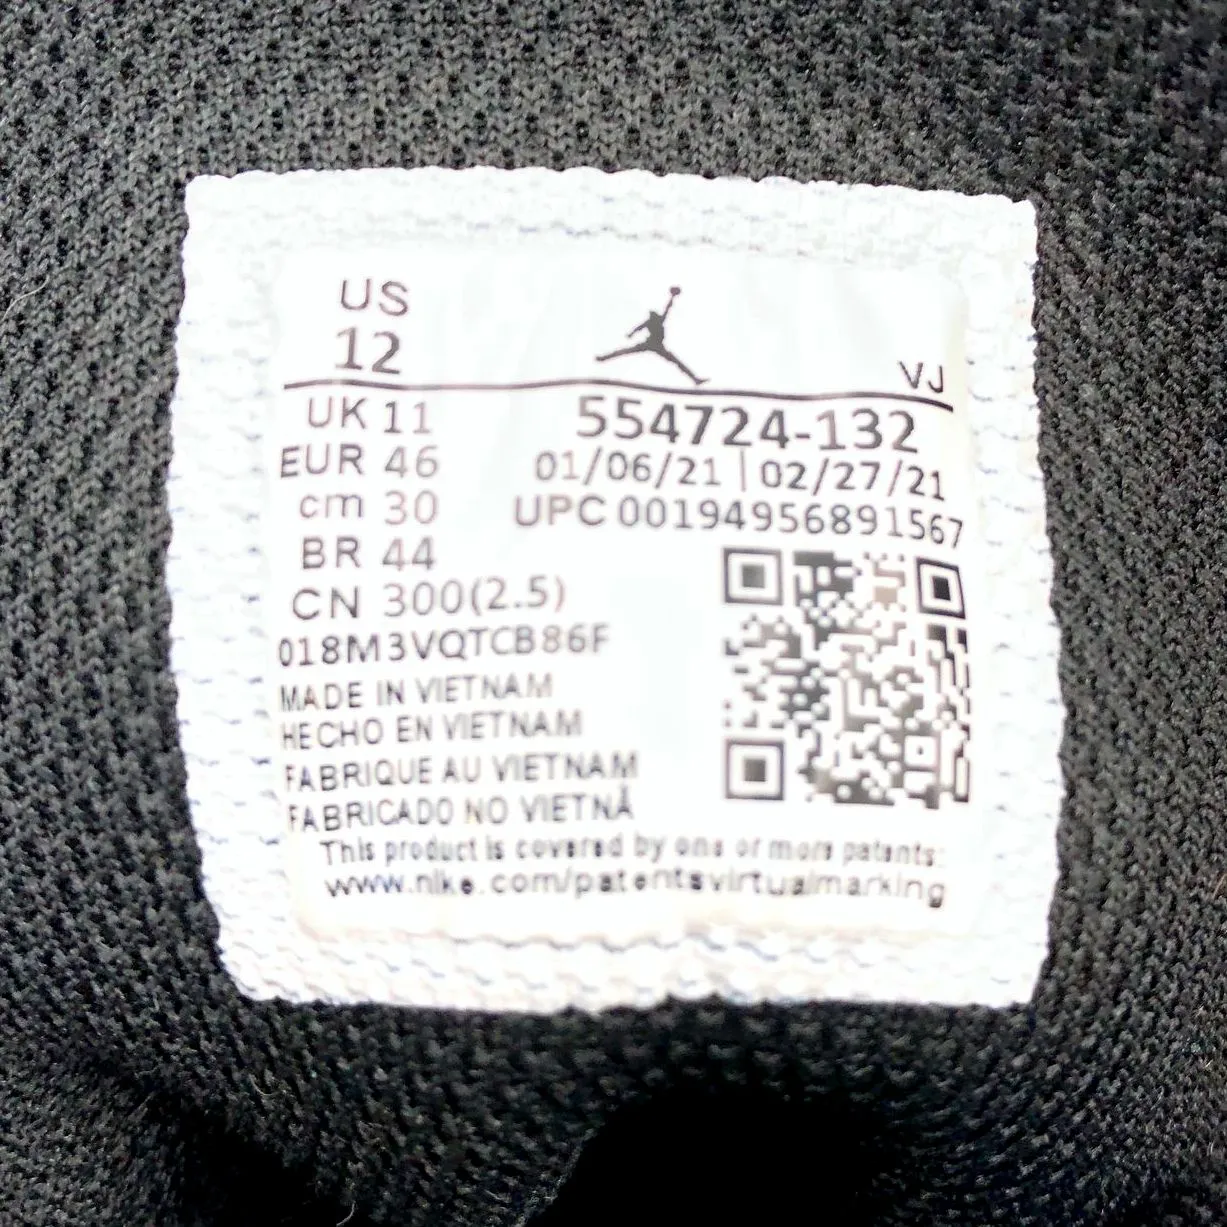 US
12
VJ
UK 11
554724-132
EUR 46
01/06/21 | 02/27/21
cm 30
UPC 00194956891567
BR 44
CN 300(2.5)
018M3VQTCB86F
MADE IN VIETNAM
HECHO EN VIETNAM
FABRIQUE AU VIETNAM
FABRICADO NO VIETNÃ
This product is covered by one or more patents:
www.nike.com/patentsvirtualmarking